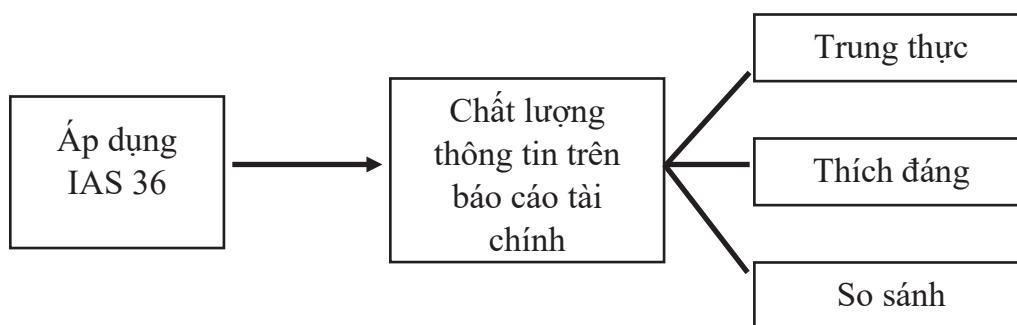 Áp dụng
IAS 36
Chất lượng
thông tin trên
báo cáo tài
chính
Trung thực
Thích đáng
So sánh